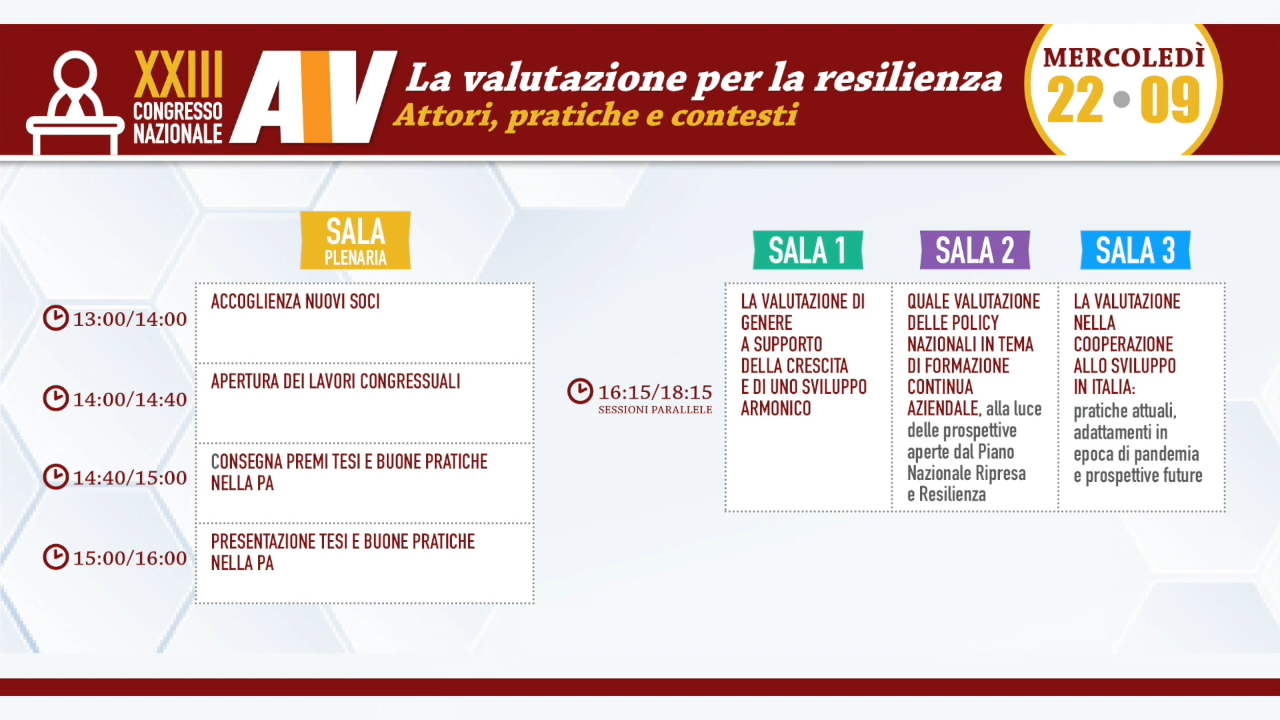 XXIII
CONGRESSO
NAZIONALE
AIV
La valutazione per la resilienza
Attori, pratiche e contesti
MERCOLEDÌ
22 • 09
SALA
PLENARIA
13:00/14:00
ACCOGLIENZA NUOVI SOCI
14:00/14:40
APERTURA DEI LAVORI CONGRESSUALI
14:40/15:00
CONSEGNA PREMI TESI E BUONE PRATICHE
NELLA PA
15:00/16:00
PRESENTAZIONE TESI E BUONE PRATICHE
NELLA PA
16:15/18:15
SESSIONI PARALLELE
SALA 1
LA VALUTAZIONE DI
GENERE
A SUPPORTO
DELLA CRESCITA
E DI UNO SVILUPPO
ARMONICO
SALA 2
QUALE VALUTAZIONE
DELLE POLICY
NAZIONALI IN TEMA
DI FORMAZIONE
CONTINUA
AZIENDALE, alla luce
delle prospettive
aperte dal Piano
Nazionale Ripresa
e Resilienza
SALA 3
LA VALUTAZIONE
NELLA
COOPERAZIONE
ALLO SVILUPPO
IN ITALIA:
pratiche attuali,
adattamenti in
epoca di pandemia
e prospettive future